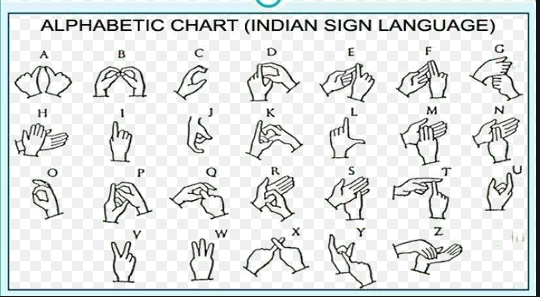 ALPHABETIC CHART (INDIAN SIGN LANGUAGE)
A B C D E F G
H I J K L M N
O P Q R S T U
V W X Y Z